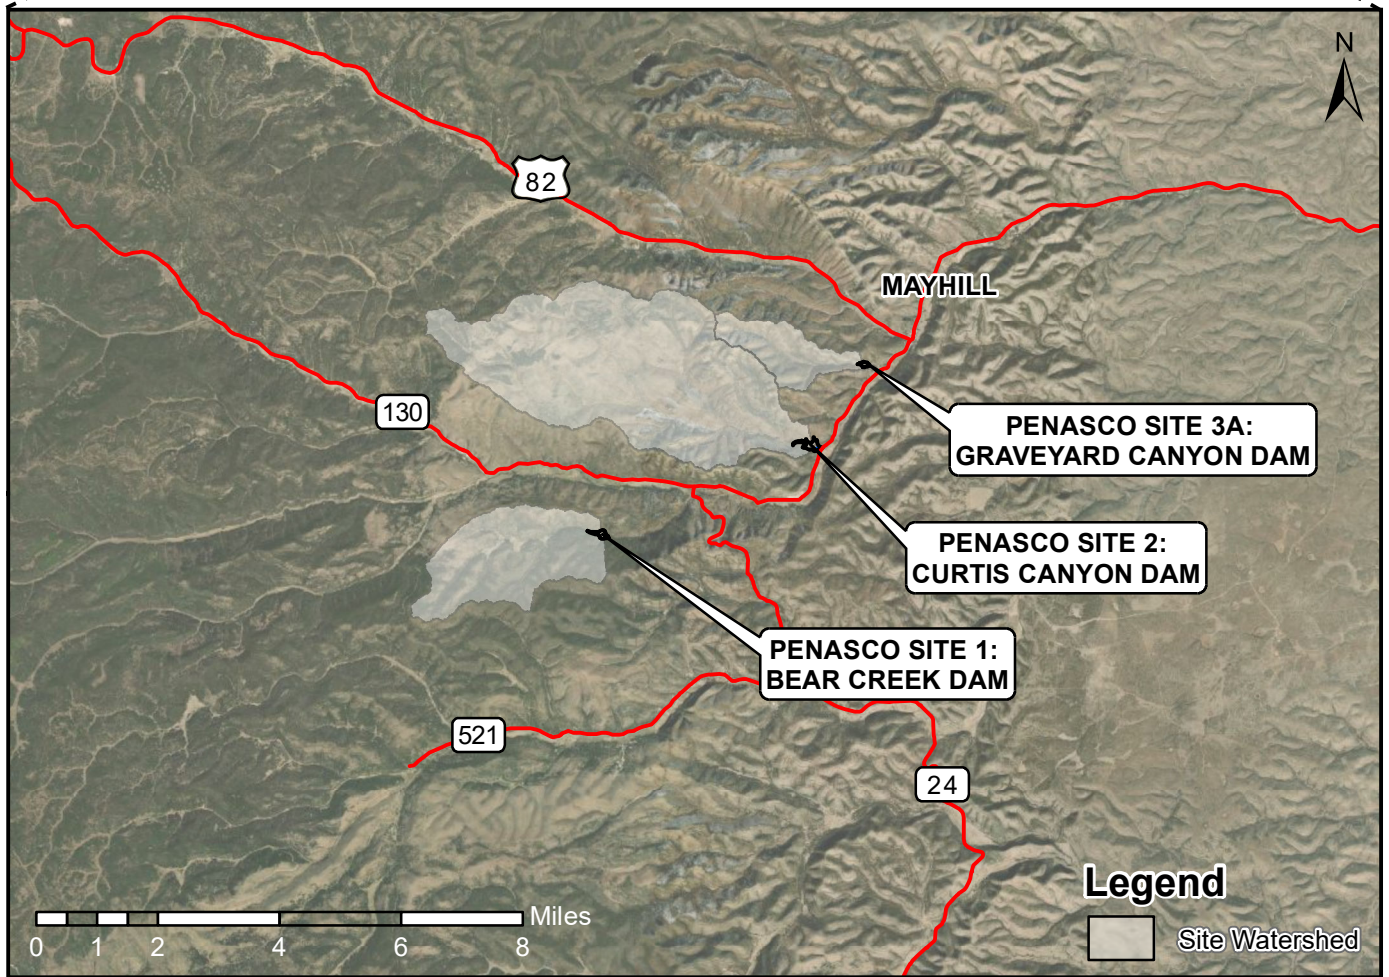 N
82
MAYHILL
130
PENASCO SITE 3A:
GRAVEYARD CANYON DAM
PENASCO SITE 2:
CURTIS CANYON DAM
PENASCO SITE 1:
BEAR CREEK DAM
521
24
Legend
Site Watershed
Miles
0 1 2 4 6 8